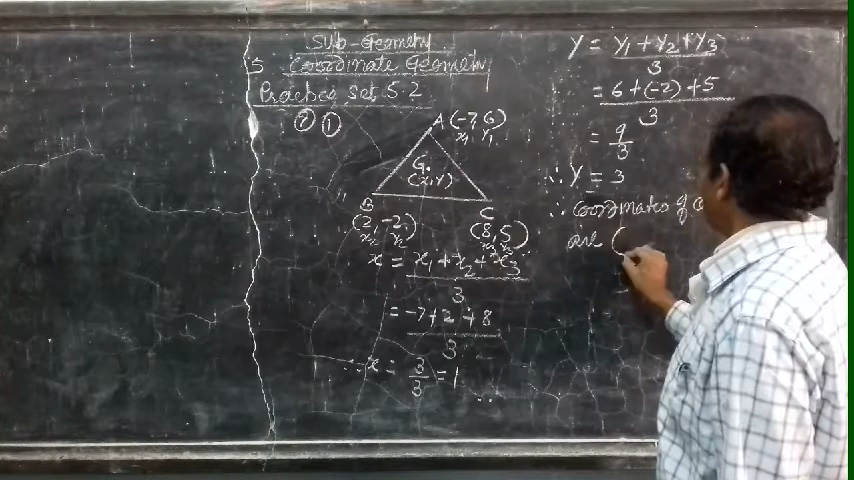 Sub-Geometry
5 Coordinate Geometry
Practice Set 5.2
7 1
A (-7, 6)
x1 y1
G.
(x, y)
B
C
(2, -2)
x2 y2
(8, 5)
x3 y3
x = x1 + x2 + x3
3
= -7+2+8
3
∴ x = 3/3 = 1
Y = Y1 + Y2 + Y3
3
= 6 + (-2) + 5
3
= 9/3
∴ Y = 3
∴ Coordinates of
are (